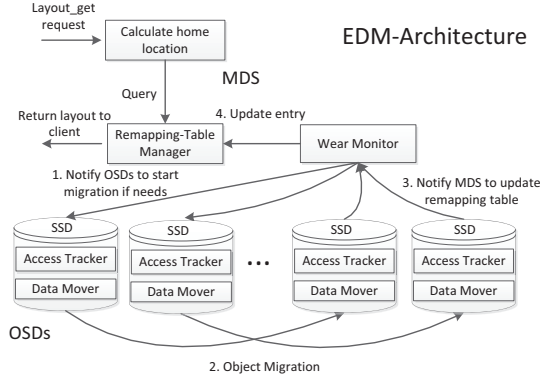 Layout_get
request
Calculate home
location
EDM-Architecture
MDS
Query
Return layout to
client
Remapping-Table
Manager
4. Update entry
Wear Monitor
1. Notify OSDs to start
migration if needs
3. Notify MDS to update
remapping table
SSD
Access Tracker
Data Mover
SSD
Access Tracker
Data Mover
...
SSD
Access Tracker
Data Mover
SSD
Access Tracker
Data Mover
OSDs
2. Object Migration